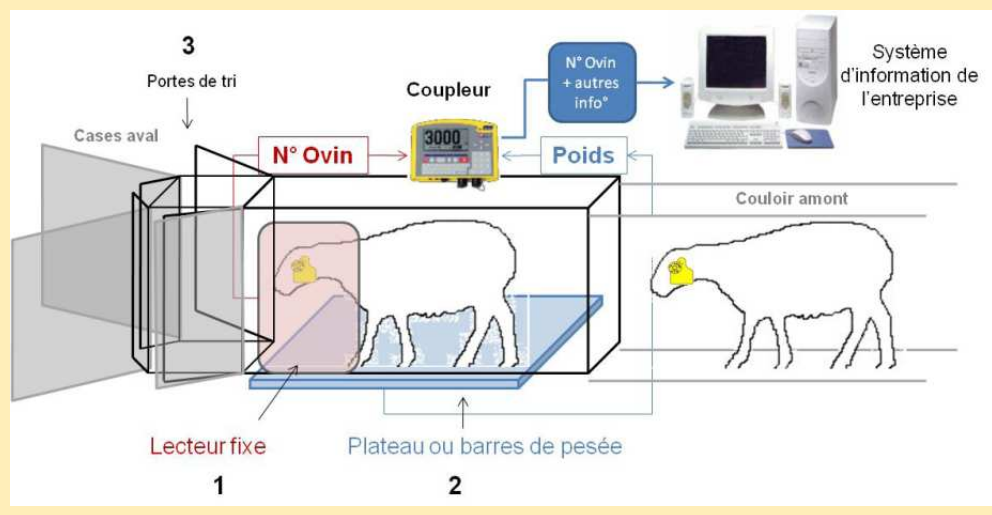 3
Portes de tri
Cases aval
Coupleur
N° Ovin
+ autres
info°
Système
d'information de
l'entreprise
N° Ovin
3000
Poids
Couloir amont
Lecteur fixe
Plateau ou barres de pesée
1
2